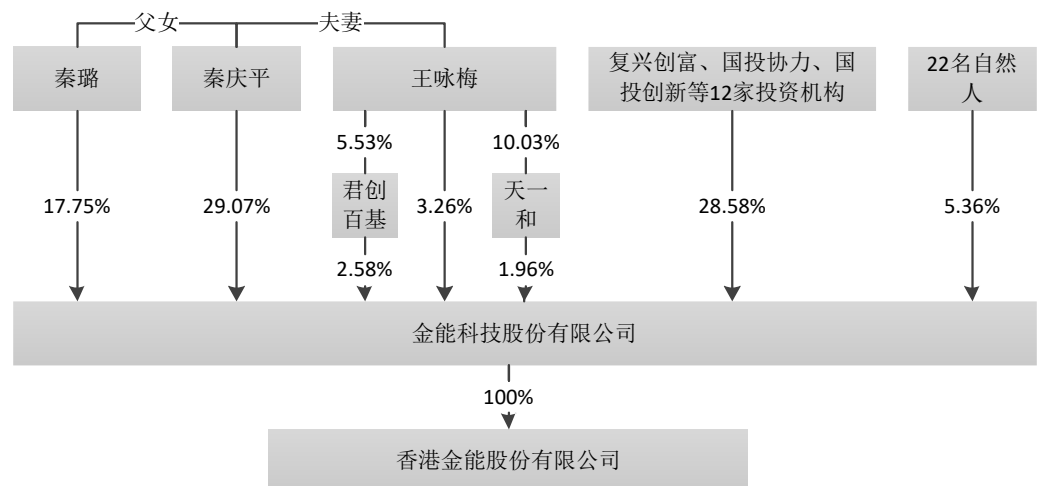 父女
夫妻
秦璐
秦庆平
王咏梅
复兴创富、国投协力、国
投创新等12家投资机构
22名自然
人
5.53%
10.03%
君创
百基
天一
和
17.75%
29.07%
3.26%
28.58%
5.36%
2.58%
1.96%
金能科技股份有限公司
100%
香港金能股份有限公司